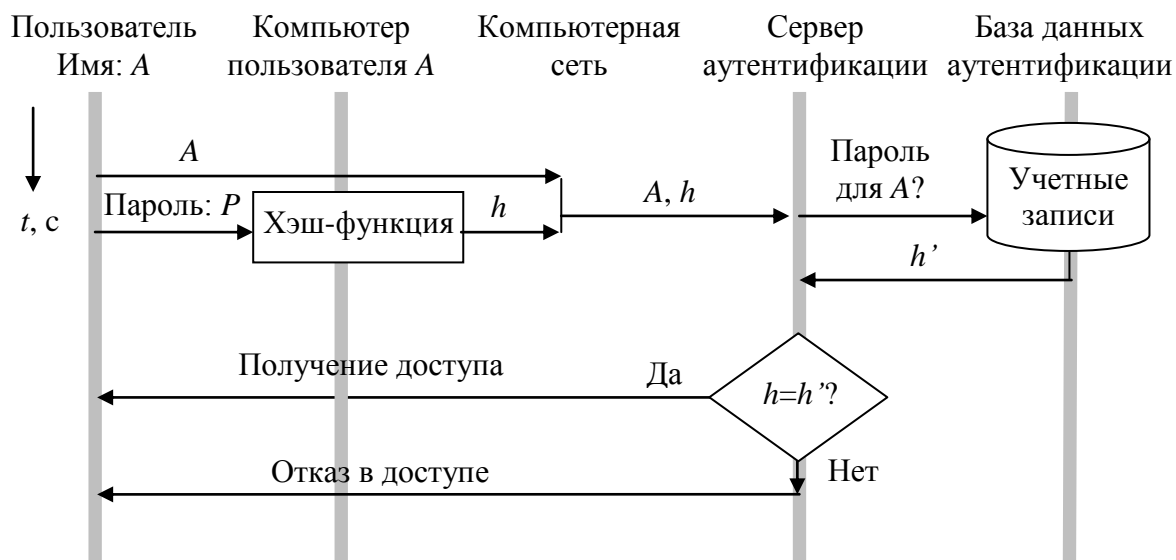 Пользователь
Имя: A
Компьютер
пользователя A
Компьютерная
сеть
Сервер
аутентификации
База данных
аутентификации
A
Пароль
для A?
Учетные
записи
t, с
Пароль: P
Хэш-функция
h
A, h
h’
Получение доступа
Да
h=h’?
Отказ в доступе
Нет